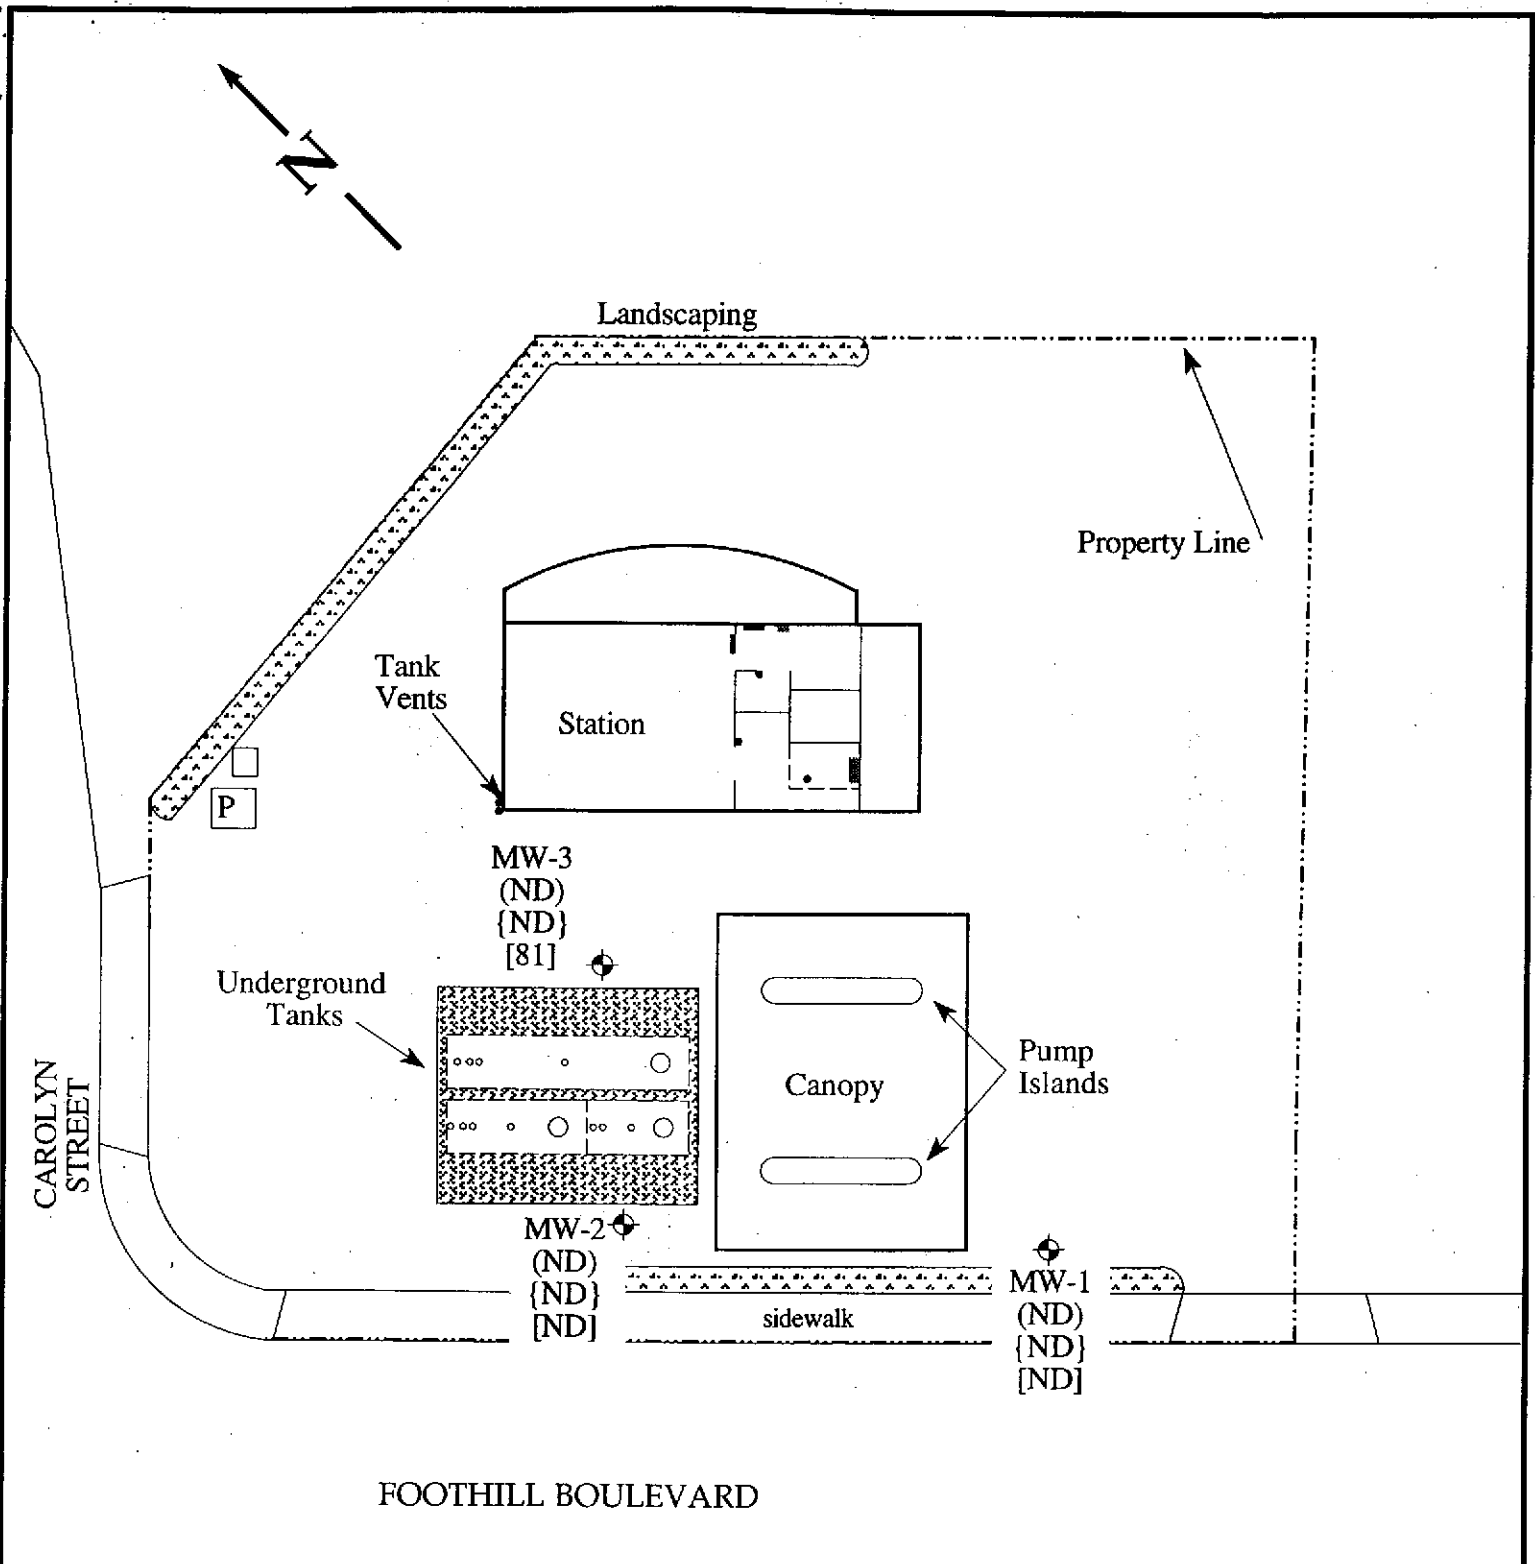 N
Landscaping
Property Line
Tank
Vents
Station
P
MW-3
(ND)
{ND}
[81]
Underground
Tanks
Pump
Islands
Canopy
CAROLYN
STREET
MW-2
(ND)
{ND}
[ND]
MW-1
(ND)
{ND}
[ND]
sidewalk
FOOTHILL BOULEVARD